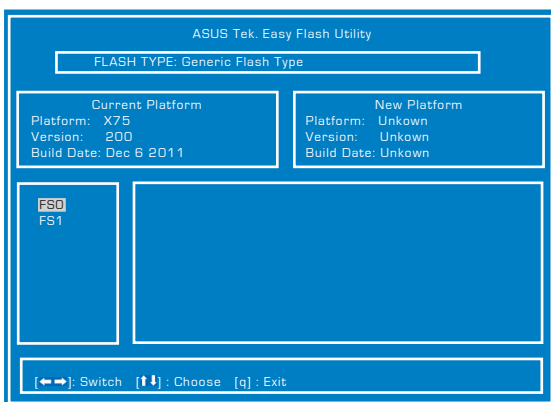 ASUS Tek. Easy Flash Utility
FLASH TYPE: Generic Flash Type
Current Platform
Platform: X75
Version: 200
Build Date: Dec 6 2011
New Platform
Platform: Unkown
Version: Unkown
Build Date: Unkown
FS0
FS1
[←→]: Switch [↑↓] : Choose [q] : Exit